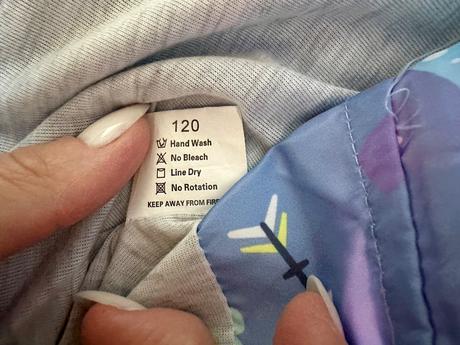 120
Hand Wash
No Bleach
Line Dry
No Rotation
KEEP AWAY FROM FIRE